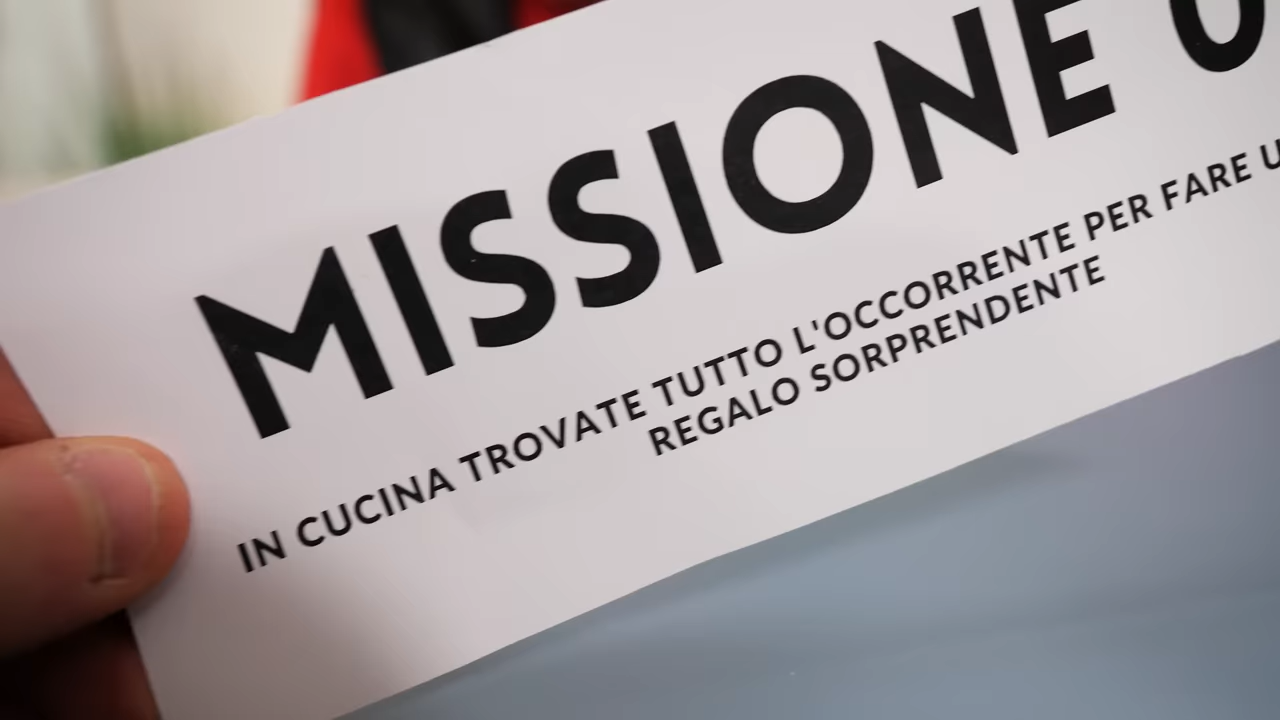 MISSIONE
IN CUCINA TROVATE TUTTO L'OCCORRENTE PER FARE
REGALO SORPRENDENTE